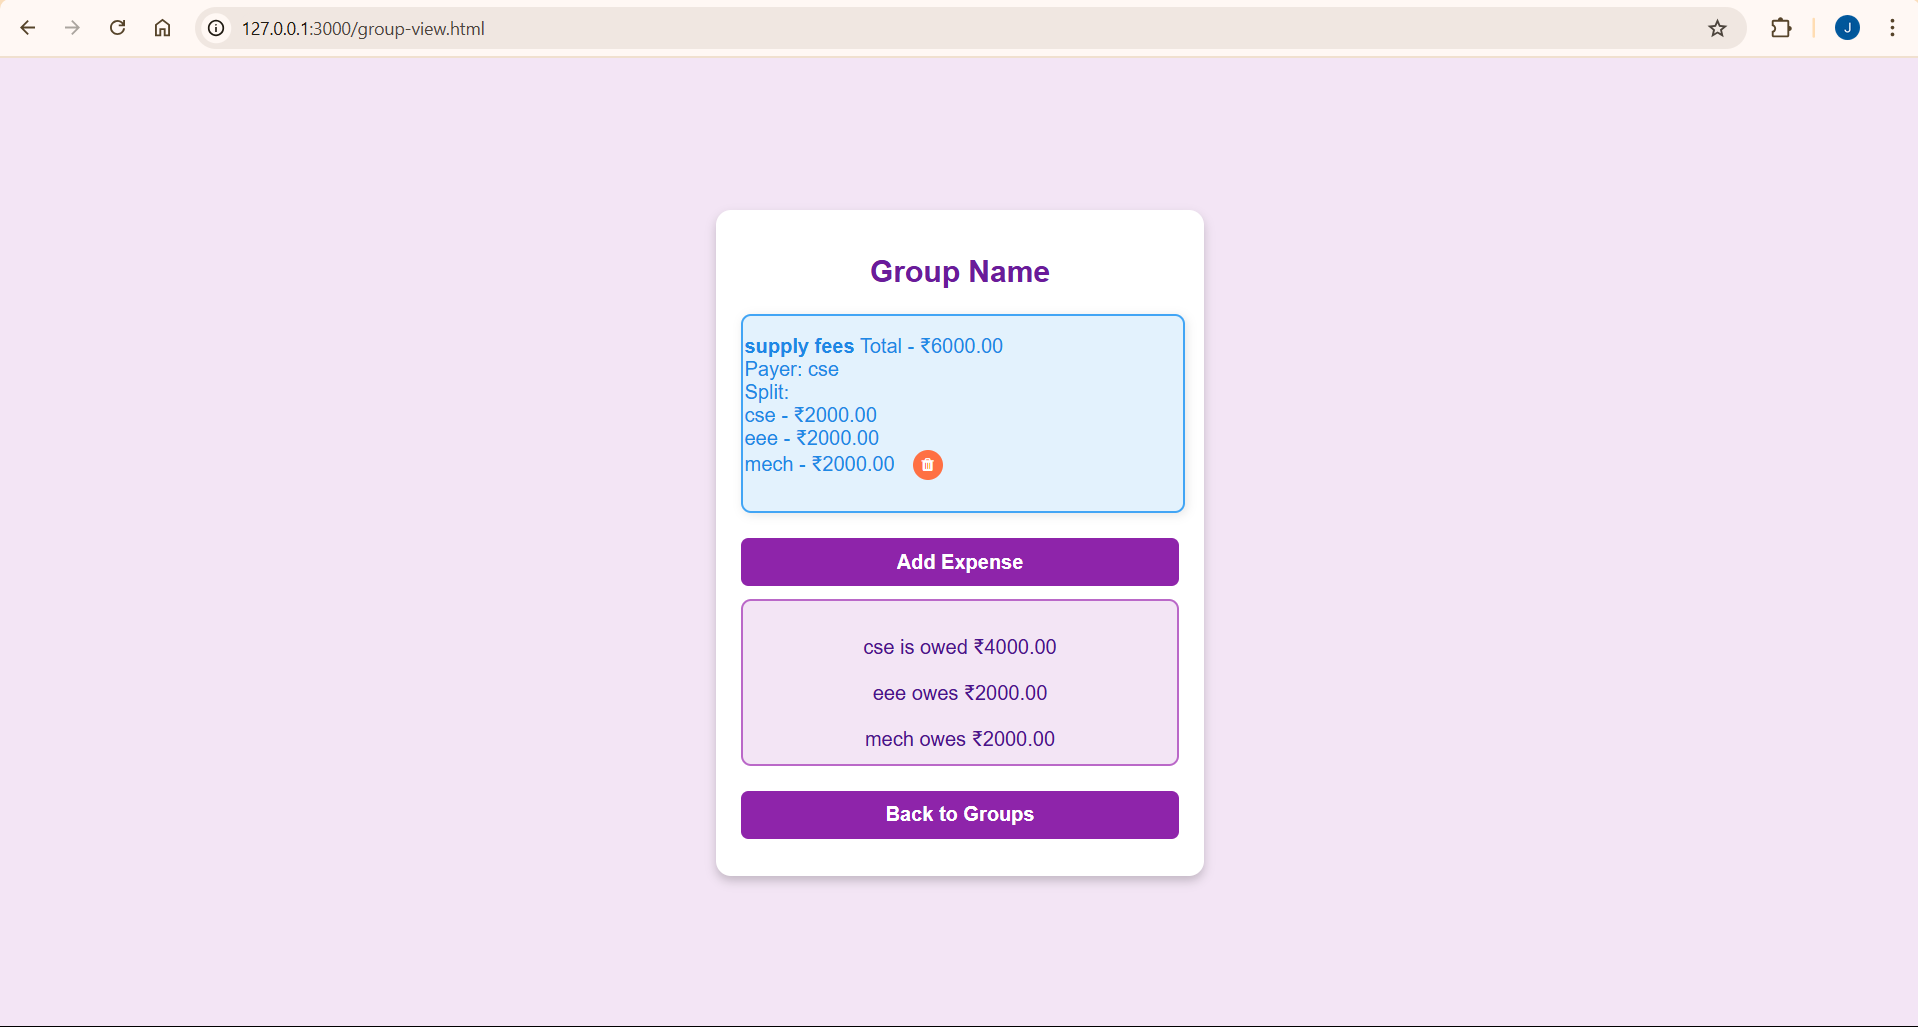 127.0.0.1:3000/group-view.html
J
Group Name
supply fees Total - ₹6000.00
Payer: cse
Split:
cse - ₹2000.00
eee - ₹2000.00
mech - ₹2000.00
Add Expense
cse is owed ₹4000.00
eee owes ₹2000.00
mech owes ₹2000.00
Back to Groups